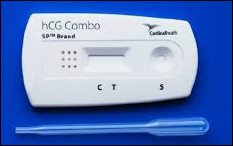 hCG Combo
SP™ Brand
CardinalHealth
C T S